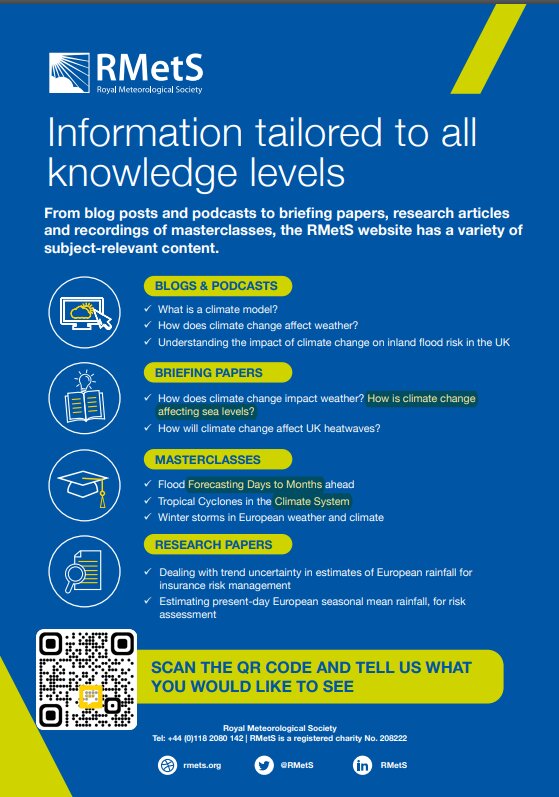 RMetS
Royal Meteorological Society
Information tailored to all
knowledge levels
From blog posts and podcasts to briefing papers, research articles
and recordings of masterclasses, the RMetS website has a variety of
subject-relevant content.
BLOGS & PODCASTS
✓ What is a climate model?
✓ How does climate change affect weather?
✓ Understanding the impact of climate change on inland flood risk in the UK
BRIEFING PAPERS
✓ How does climate change impact weather? How is climate change
affecting sea levels?
✓ How will climate change affect UK heatwaves?
MASTERCLASSES
✓ Flood Forecasting Days to Months ahead
✓ Tropical Cyclones in the Climate System
✓ Winter storms in European weather and climate
RESEARCH PAPERS
✓ Dealing with trend uncertainty in estimates of European rainfall for
insurance risk management
✓ Estimating present-day European seasonal mean rainfall, for risk
assessment
SCAN THE QR CODE AND TELL US WHAT
YOU WOULD LIKE TO SEE
Royal Meteorological Society
Tel: +44 (0)118 2080 142 | RMetS is a registered charity No. 208222
rmets.org @RMetS in RMetS